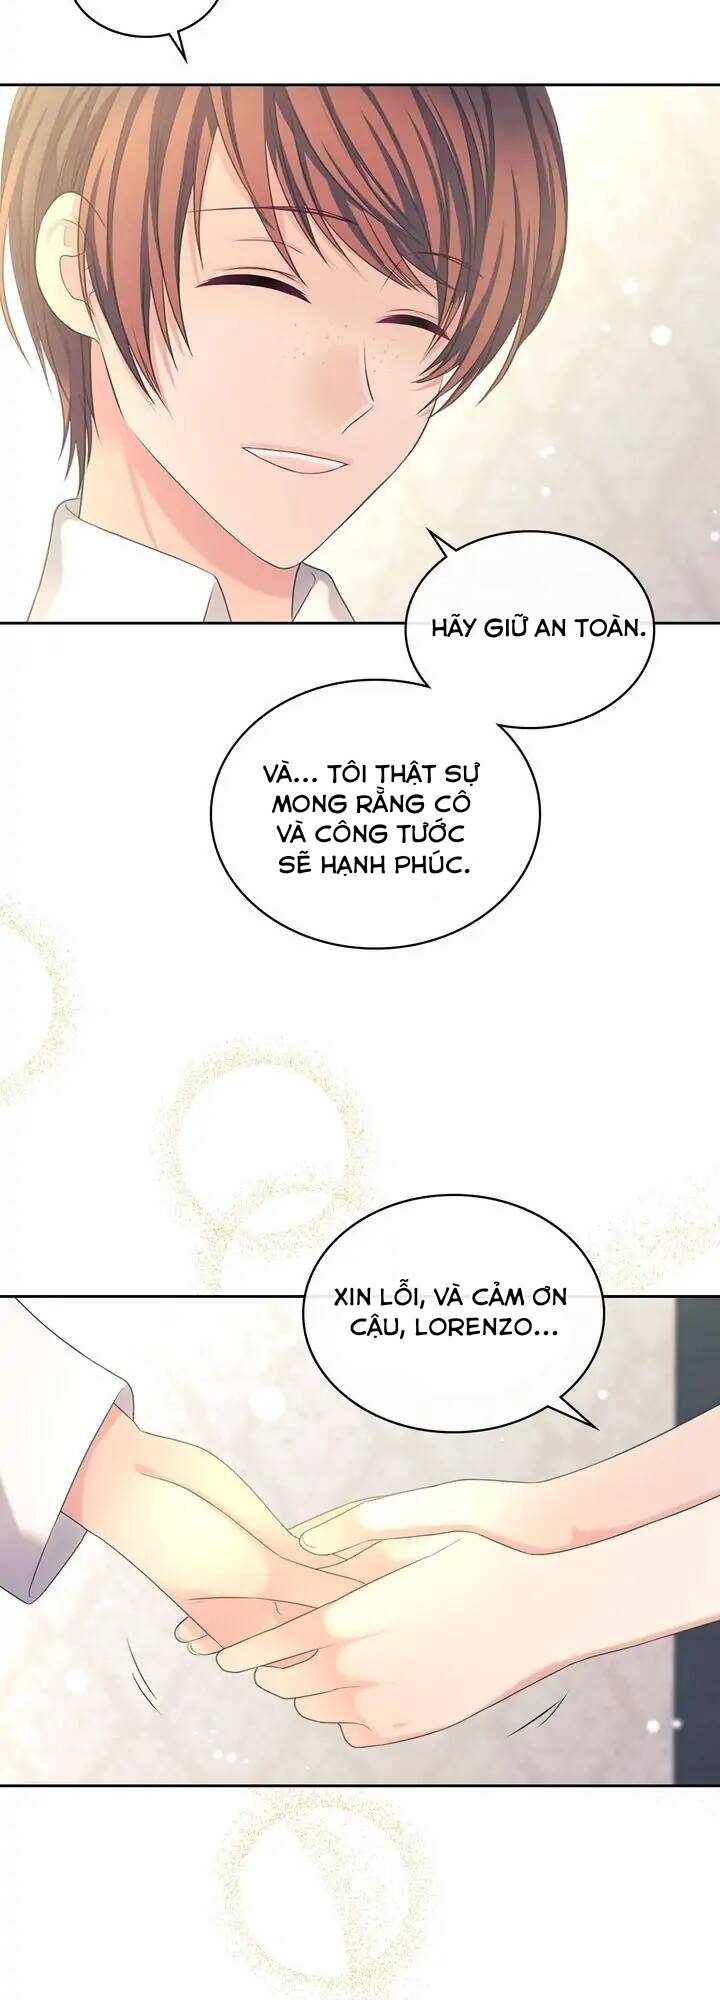 HÃY GIỮ AN TOÀN.
VÀ... TÔI THẬT SỰ
MONG RẰNG CÔ
VÀ CÔNG TƯỚC
SẼ HẠNH PHÚC.
XIN LỖI, VÀ CẢM ƠN
CẬU, LORENZO...